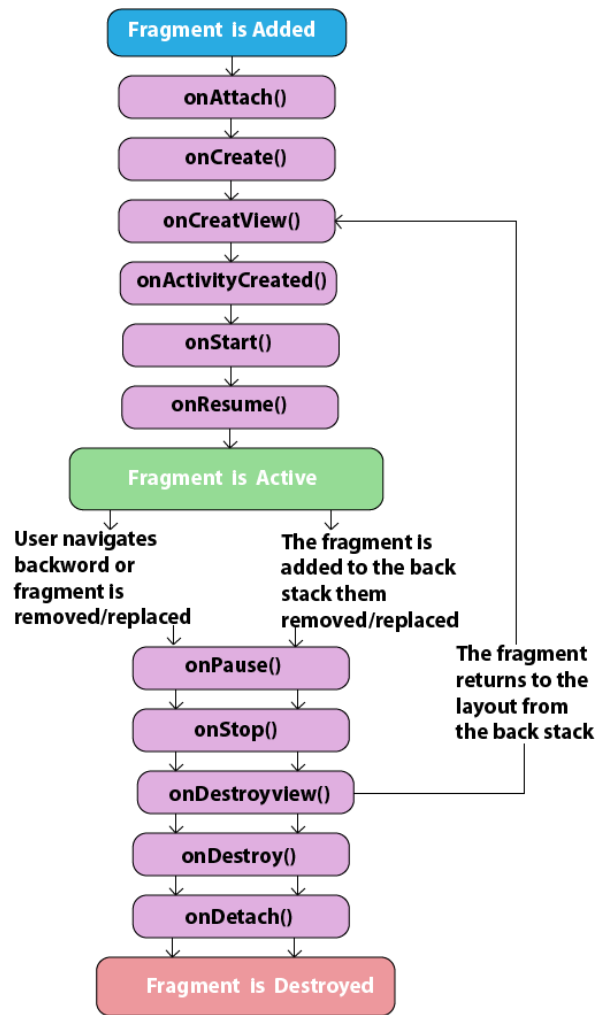 Fragment is Added
onAttach()
onCreate()
onCreatView()
onActivityCreated()
onStart()
onResume()
Fragment is Active
User navigates
backword or
fragment is
removed/replaced
The fragment is
added to the back
stack them
removed/replaced
onPause()
The fragment
returns to the
layout from
the back stack
onStop()
onDestroyview()
onDestroy()
onDetach()
Fragment is Destroyed